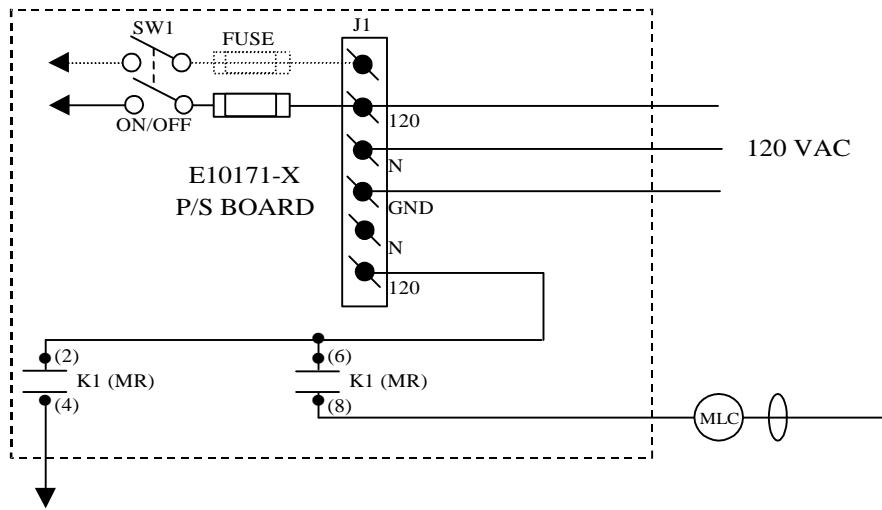 J1
SW1
FUSE
120
ON/OFF
120 VAC
N
E10171-X
P/S BOARD
GND
N
120
(2)
(6)
K1 (MR)
K1 (MR)
(4)
(8)
MLC